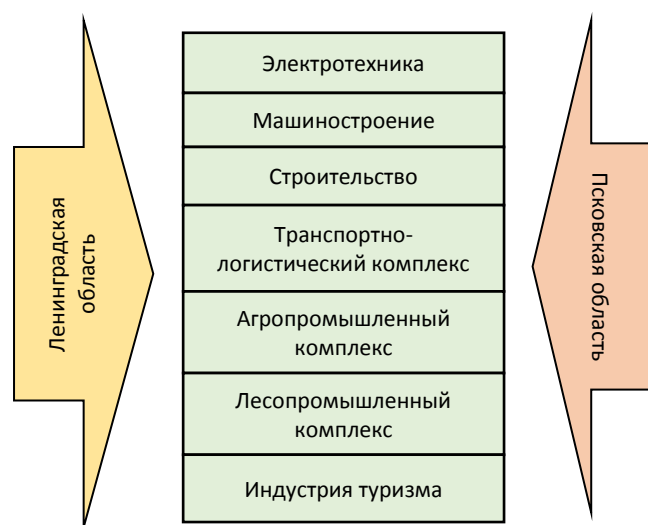 Электротехника
Машиностроение
Строительство
Транспортно-
логистический комплекс
Агропромышленный
комплекс
Лесопромышленный
комплекс
Индустрия туризма
Ленинградская
область
Псковская область